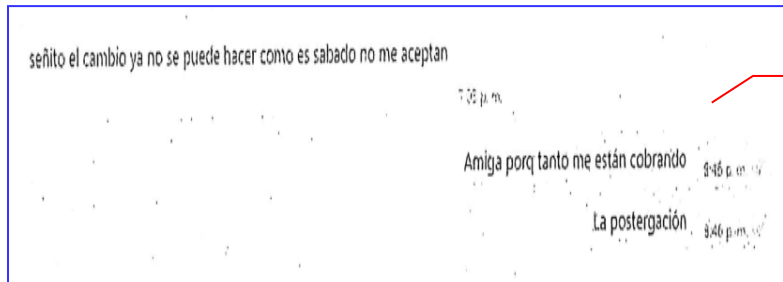 señito el cambio ya no se puede hacer como es sabado no me aceptan
p. m.
Amiga porq tanto me están cobrando
p. m.
La postergación
p. m.